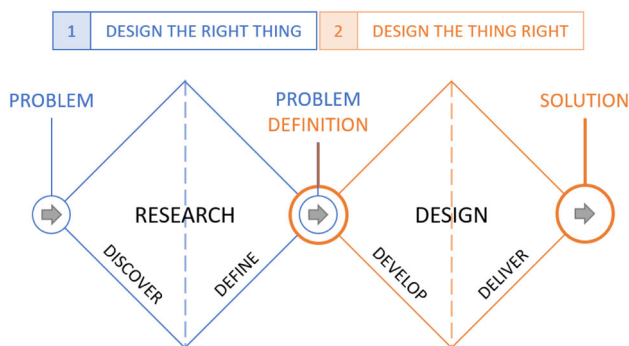 1 DESIGN THE RIGHT THING
2 DESIGN THE THING RIGHT
PROBLEM
PROBLEM
DEFINITION
SOLUTION
RESEARCH
DESIGN
DISCOVER
DEFINE
DEVELOP
DELIVER